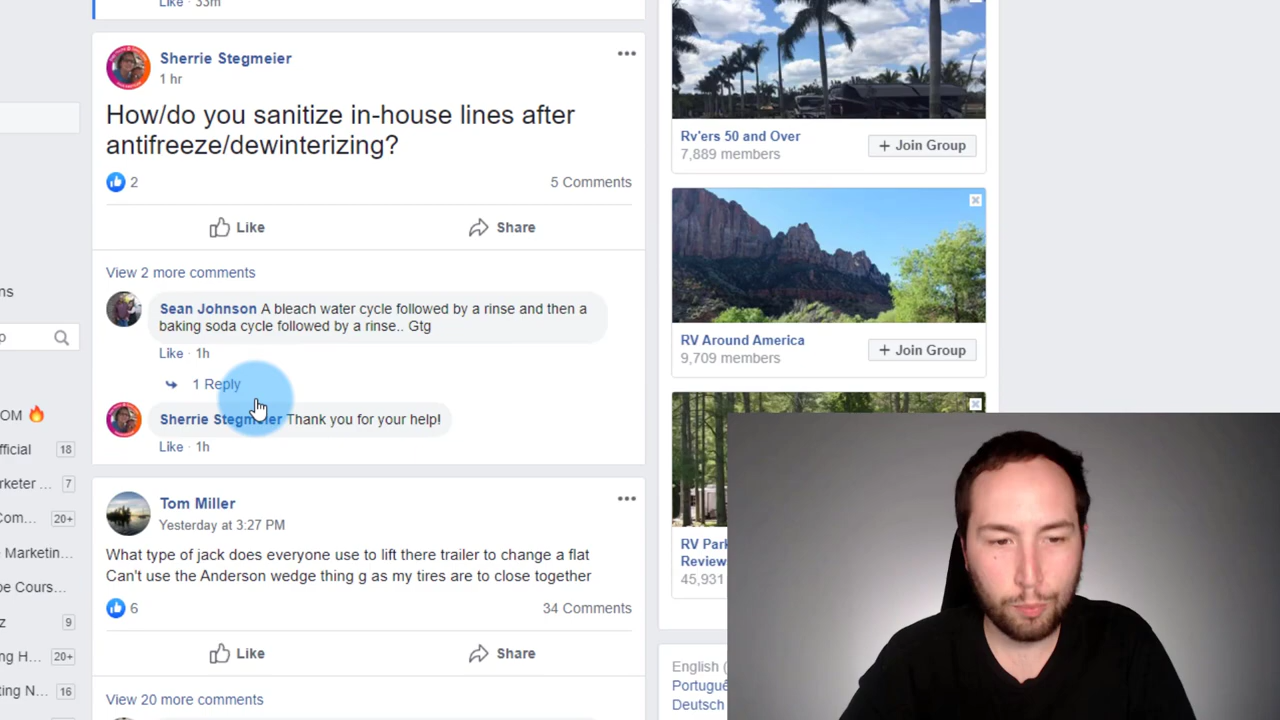 Like · 33m
Sherrie Stegmeier
1 hr
How/do you sanitize in-house lines after
antifreeze/dewinterizing?
2
5 Comments
Like
Share
View 2 more comments
Sean Johnson A bleach water cycle followed by a rinse and then a
baking soda cycle followed by a rinse.. Gtg
Like · 1h
1 Reply
Sherrie Stegmeier Thank you for your help!
Like · 1h
Tom Miller
Yesterday at 3:27 PM
What type of jack does everyone use to lift there trailer to change a flat
Can't use the Anderson wedge thing g as my tires are to close together
6
34 Comments
Like
Share
View 20 more comments
Rv'ers 50 and Over
7,889 members
+ Join Group
RV Around America
9,709 members
+ Join Group
RV Park
Review
45,931
English (
Português
Deutsch
ns
p
OM 🔥
fficial 18
rketer ... 7
Com... 20+
Marketin...
be Cours...
z 9
ng H... 20+
ting N... 16